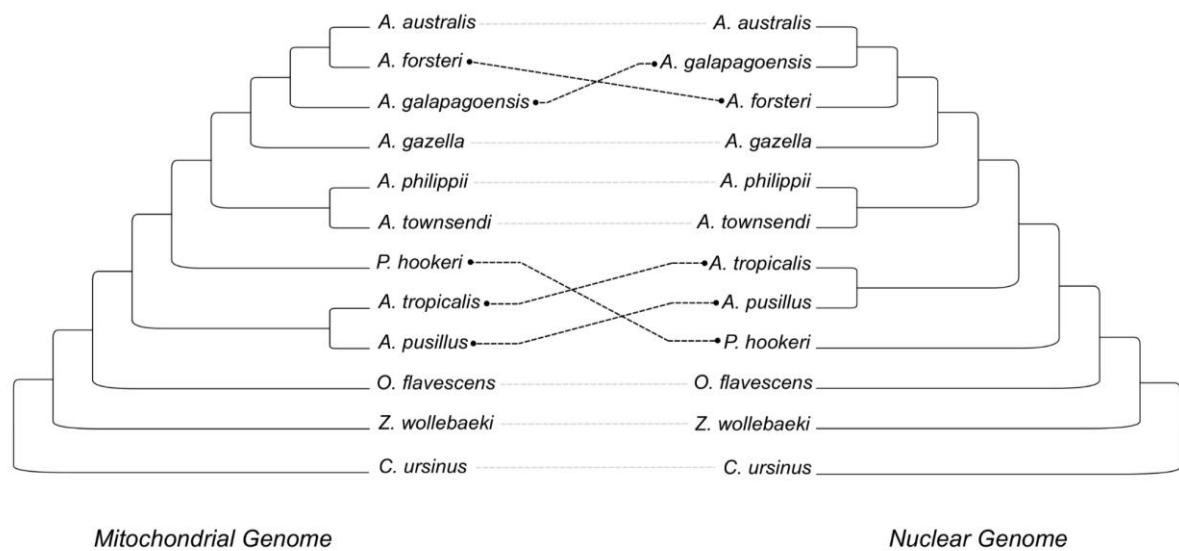 A. australis A. australis
A. forsteri A. galapagoensis
A. galapagoensis A. forsteri
A. gazella A. gazella
A. philippii A. philippii
A. townsendi A. townsendi
P. hookeri A. tropicalis
A. tropicalis A. pusillus
A. pusillus P. hookeri
O. flavescens O. flavescens
Z. wollebaeki Z. wollebaeki
C. ursinus C. ursinus
Mitochondrial Genome Nuclear Genome